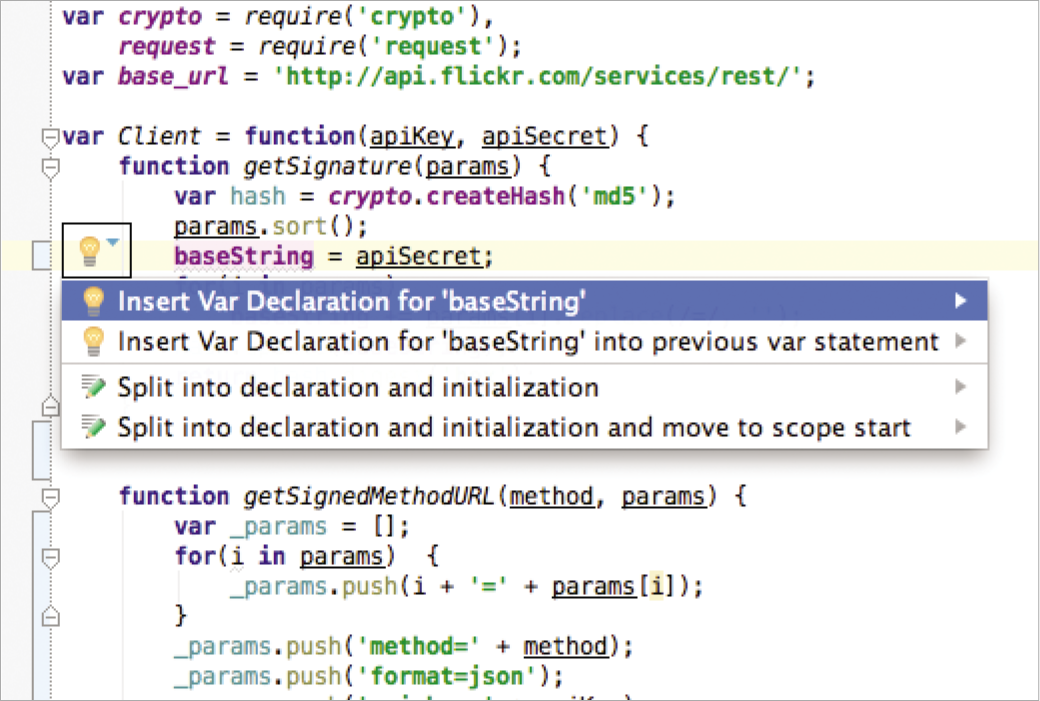 var crypto = require('crypto'),
request = require('request');
var base_url = 'http://api.flickr.com/services/rest/';
var Client = function(apiKey, apiSecret) {
function getSignature(params) {
var hash = crypto.createHash('md5');
params.sort();
baseString = apiSecret;
for(i in params)
Insert Var Declaration for 'baseString'
Insert Var Declaration for 'baseString' into previous var statement
Split into declaration and initialization
Split into declaration and initialization and move to scope start
function getSignedMethodURL(method, params) {
var _params = [];
for(i in params) {
_params.push(i + '=' + params[i]);
}
_params.push('method=' + method);
_params.push('format=json');